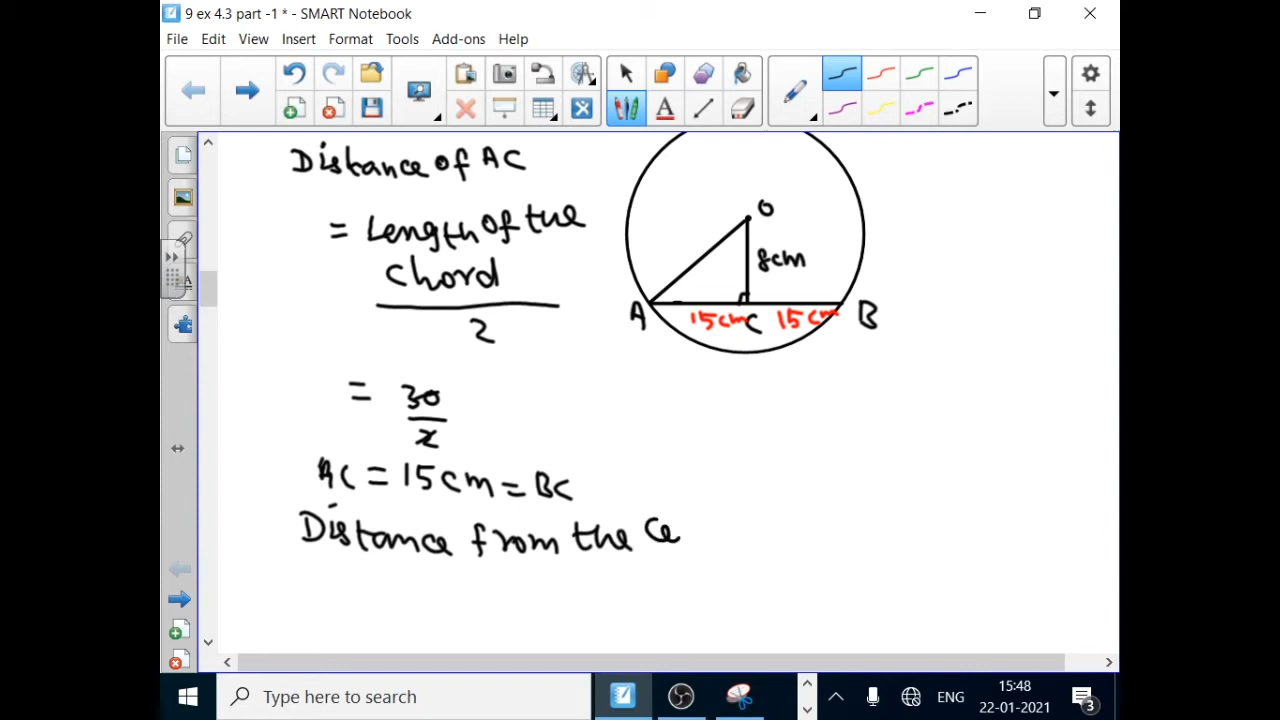 9 ex 4.3 part -1 * - SMART Notebook
File Edit View Insert Format Tools Add-ons Help
Distance of AC
= Length of the
chord
2
O
8cm
A 15cm C 15cm B
= 30
2
AC = 15cm = BC
Distance from the Ce
Type here to search
ENG
15:48
22-01-2021
3